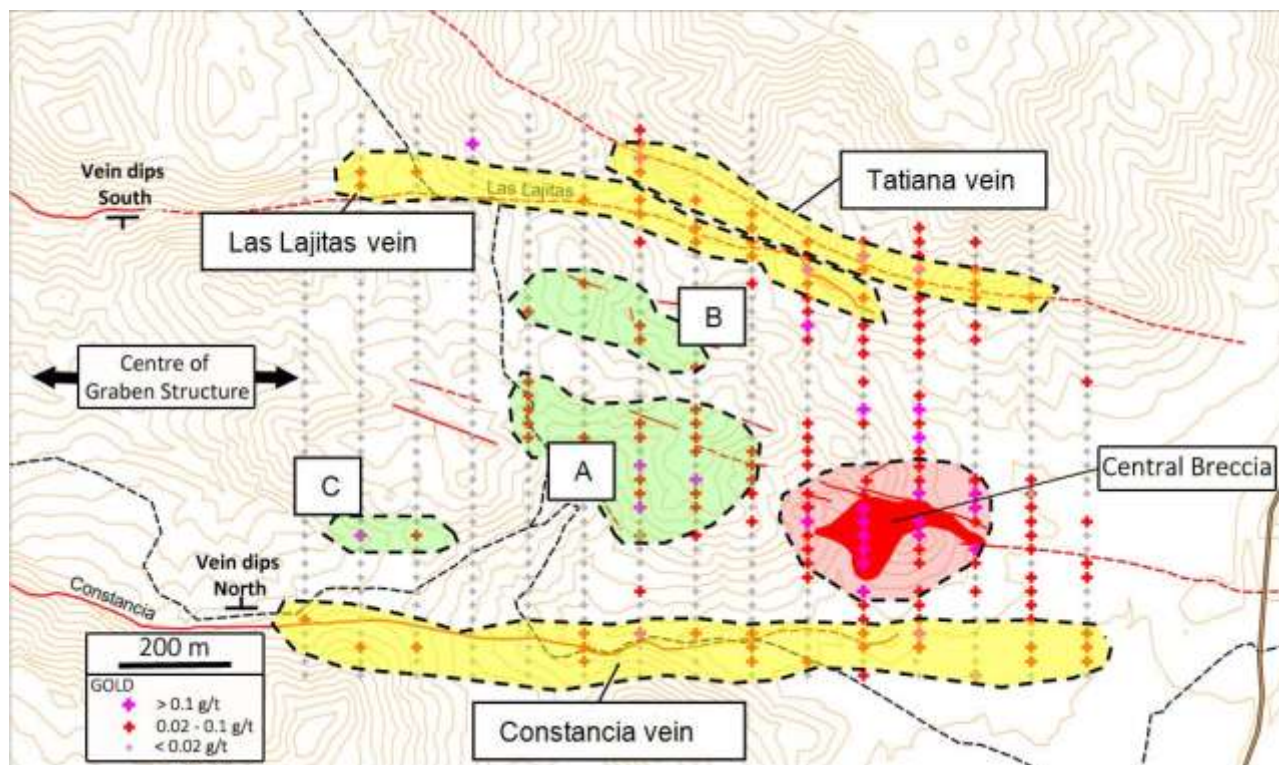 Vein dips
South
Las Lajitas
Tatiana vein
Las Lajitas vein
B
Centre of
Graben Structure
A
Central Breccia
C
Vein dips
North
Constancia
200 m
GOLD
> 0.1 g/t
0.02 - 0.1 g/t
< 0.02 g/t
Constancia vein